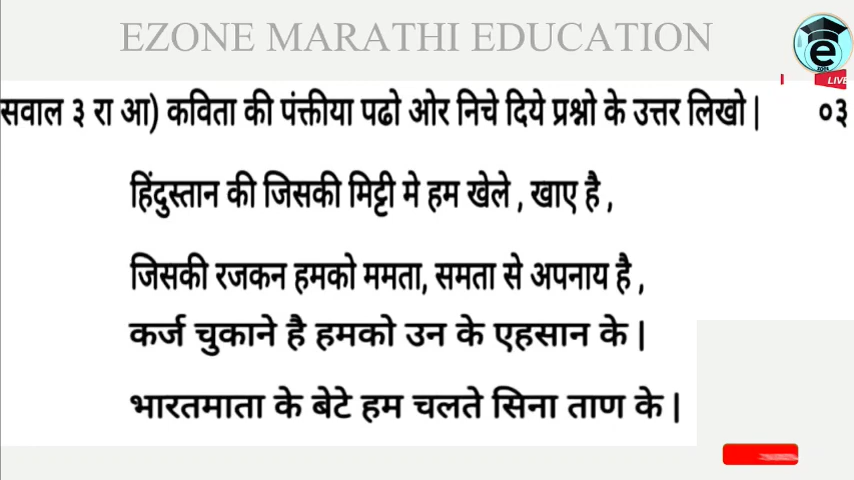 EZONE MARATHI EDUCATION
e
EZONE
LIVE
सवाल ३ रा आ) कविता की पंक्तीया पढो ओर निचे दिये प्रश्नो के उत्तर लिखो | ०३
हिंदुस्तान की जिसकी मिट्टी मे हम खेले , खाए है ,
जिसकी रजकन हमको ममता, समता से अपनाय है ,
कर्ज चुकाने है हमको उन के एहसान के |
भारतमाता के बेटे हम चलते सिना ताण के |